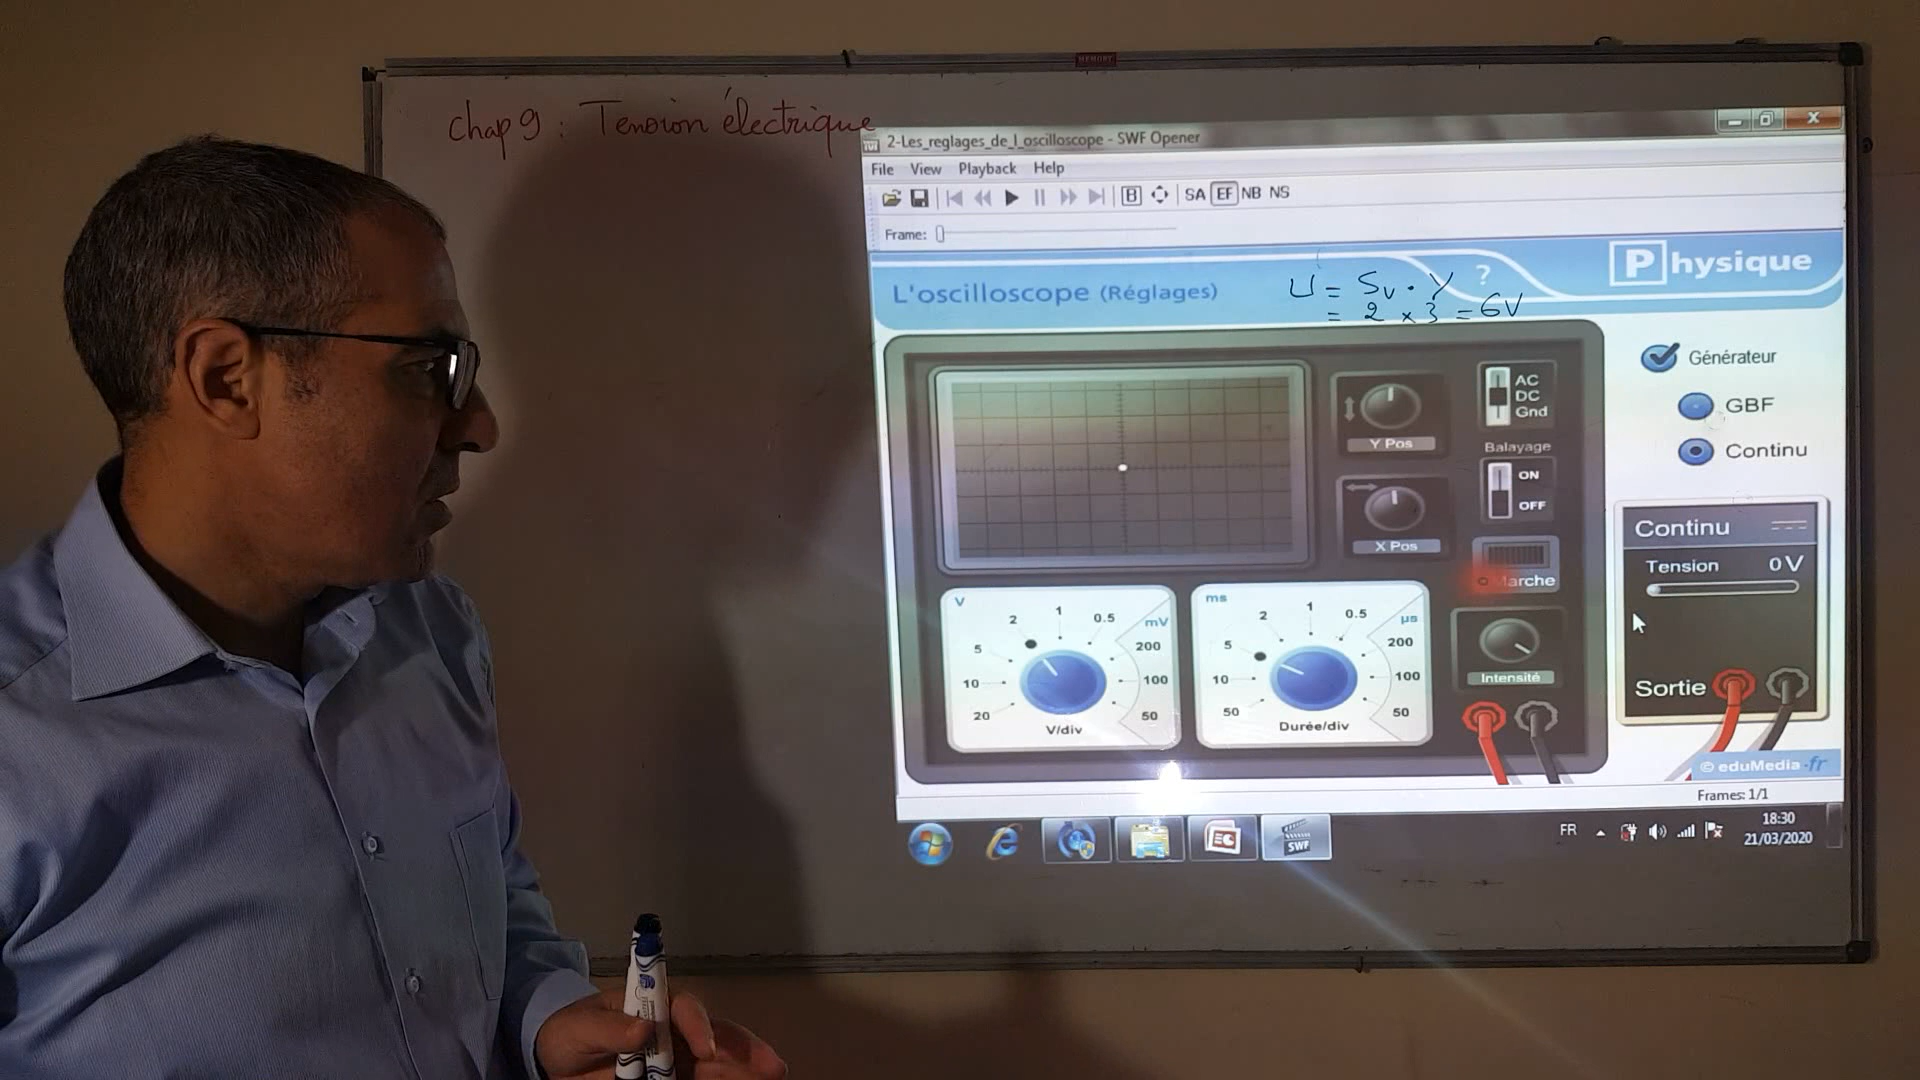 MEMORY
Chap 9 : Tension électrique
2-Les_reglages_de_l_oscilloscope - SWF Opener
File View Playback Help
B SA EF NB NS
Frame:
Physique
L'oscilloscope (Réglages)
?
U = Sv . Y
= 2 x 3 = 6V
Générateur
GBF
Continu
AC
DC
Gnd
Y Pos
Balayage
ON
OFF
X Pos
Marche
Intensité
V
mV
20
10
5
2
1
0.5
200
100
50
V/div
ms
µs
50
10
5
2
1
0.5
200
100
50
Durée/div
Continu
Tension 0 V
Sortie
© eduMedia-fr
Frames: 1/1
SWF
FR
18:30
21/03/2020